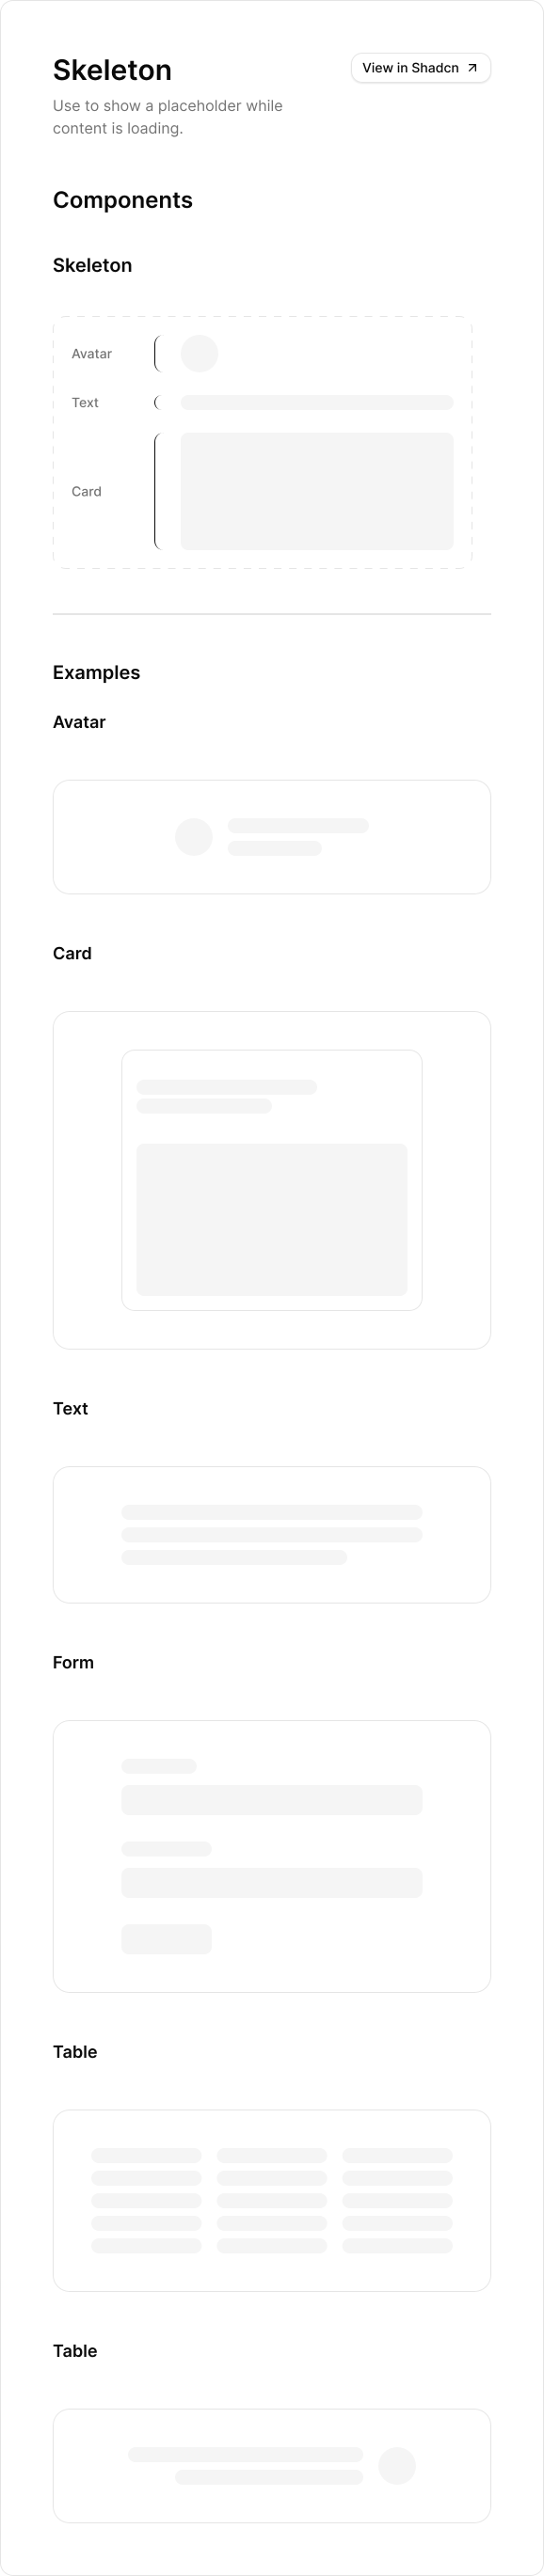 Skeleton
View in Shadcn
Use to show a placeholder while
content is loading.
Components
Skeleton
Avatar
Text
Card
Examples
Avatar
Card
Text
Form
Table
Table